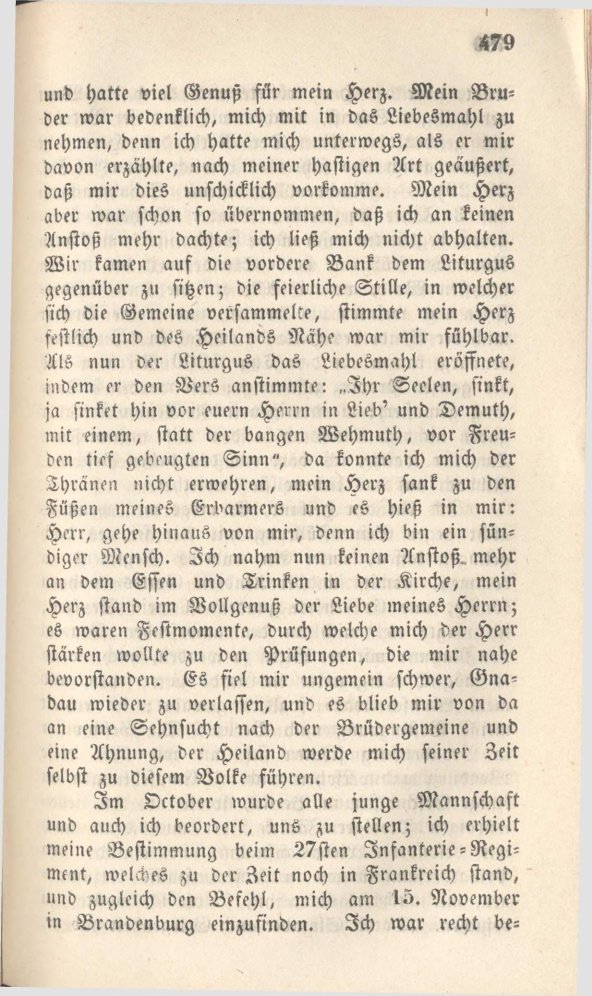 479
und hatte viel Genuß für mein Herz. Mein Bru-
der war bedenklich, mich mit in das Liebesmahl zu
nehmen, denn ich hatte mich unterwegs, als er mir
davon erzählte, nach meiner hastigen Art geäußert,
daß mir dies unschicklich vorkomme. Mein Herz
aber war schon so übernommen, daß ich an keinen
Anstoß mehr dachte; ich ließ mich nicht abhalten.
Wir kamen auf die vordere Bank dem Liturgus
gegenüber zu sitzen; die feierliche Stille, in welcher
sich die Gemeine versammelte, stimmte mein Herz
festlich und des Heilands Nähe war mir fühlbar.
Als nun der Liturgus das Liebesmahl eröffnete,
indem er den Vers anstimmte: „Ihr Seelen, sinkt,
ja sinket hin vor euern Herrn in Lieb' und Demuth,
mit einem, statt der bangen Wehmuth, vor Freu-
den tief gebeugten Sinn“, da konnte ich mich der
Thränen nicht erwehren, mein Herz sank zu den
Füßen meines Erbarmers und es hieß in mir:
Herr, gehe hinaus von mir, denn ich bin ein sün-
diger Mensch. Ich nahm nun keinen Anstoß mehr
an dem Essen und Trinken in der Kirche, mein
Herz stand im Vollgenuß der Liebe meines Herrn;
es waren Festmomente, durch welche mich der Herr
stärken wollte zu den Prüfungen, die mir nahe
bevorstanden. Es fiel mir ungemein schwer, Gna-
dau wieder zu verlassen, und es blieb mir von da
an eine Sehnsucht nach der Brüdergemeine und
eine Ahnung, der Heiland werde mich seiner Zeit
selbst zu diesem Volke führen.
Im October wurde alle junge Mannschaft
und auch ich beordert, uns zu stellen; ich erhielt
meine Bestimmung beim 27sten Infanterie-Regi-
ment, welches zu der Zeit noch in Frankreich stand,
und zugleich den Befehl, mich am 15. November
in Brandenburg einzufinden. Ich war recht be-